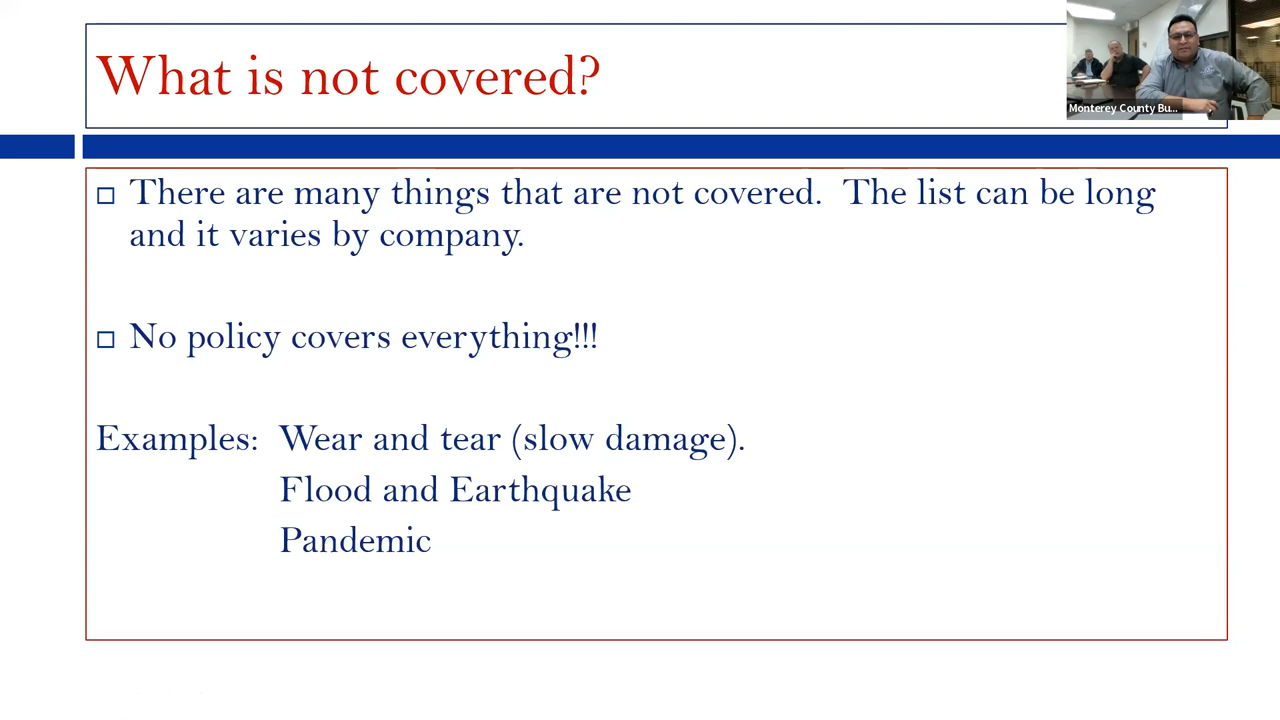 What is not covered?
Monterey County Bu...
There are many things that are not covered.  The list can be long
and it varies by company.
No policy covers everything!!!
Examples:  Wear and tear (slow damage).
Flood and Earthquake
Pandemic